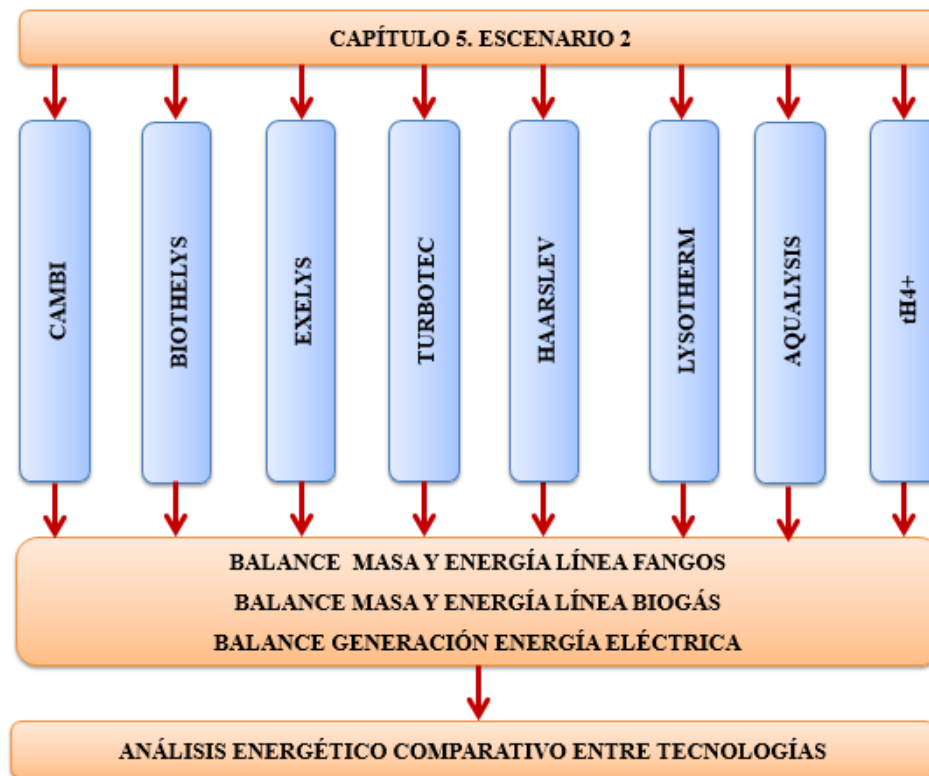 CAPÍTULO 5. ESCENARIO 2
CAMBI
BIOTHELYS
EXELYS
TURBOTEC
HAARSLEV
LYSOTHERM
AQUALYSIS
tH4+
BALANCE MASA Y ENERGÍA LÍNEA FANGOS
BALANCE MASA Y ENERGÍA LÍNEA BIOGÁS
BALANCE GENERACIÓN ENERGÍA ELÉCTRICA
ANÁLISIS ENERGÉTICO COMPARATIVO ENTRE TECNOLOGÍAS